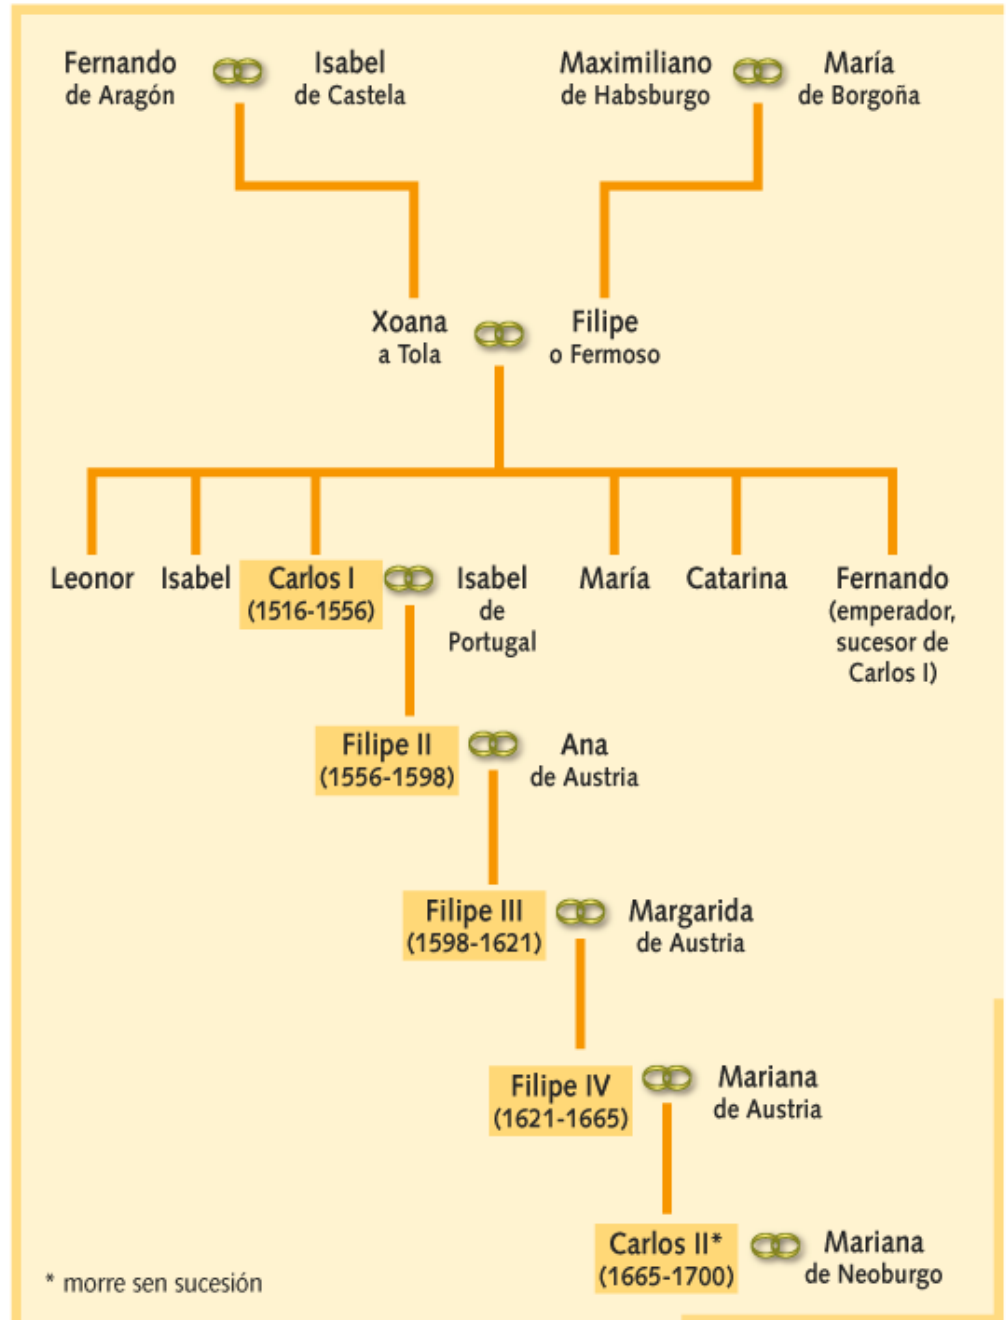 Fernando
de Aragón
Isabel
de Castela
Maximiliano
de Habsburgo
María
de Borgoña
Xoana
a Tola
Filipe
o Fermoso
Leonor
Isabel
Carlos I
(1516-1556)
Isabel
de
Portugal
María
Catarina
Fernando
(emperador,
sucesor de
Carlos I)
Filipe II
(1556-1598)
Ana
de Austria
Filipe III
(1598-1621)
Margarida
de Austria
Filipe IV
(1621-1665)
Mariana
de Austria
Carlos II*
(1665-1700)
Mariana
de Neoburgo
* morre sen sucesión